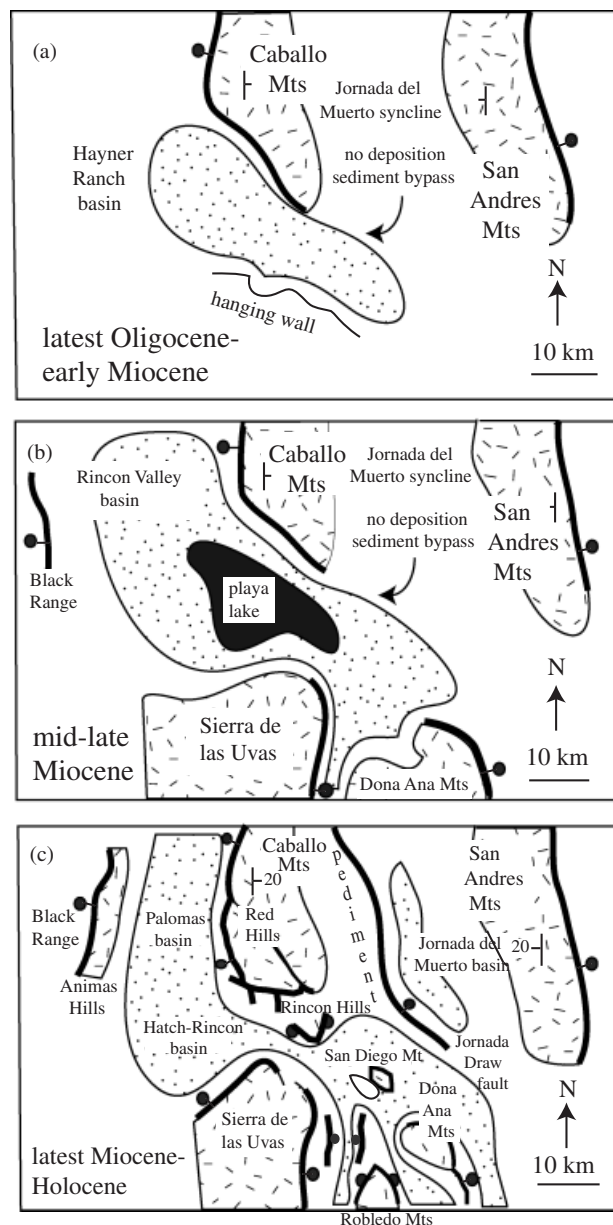 (a)
Caballo
Mts
Jornada del
Muerto syncline
Hayner
Ranch
basin
no deposition
sediment bypass
San
Andres
Mts
hanging wall
N
10 km
latest Oligocene-
early Miocene
(b)
Rincon Valley
basin
Caballo
Mts
Jornada del
Muerto syncline
no deposition
sediment bypass
San
Andres
Mts
Black
Range
playa
lake
N
10 km
Sierra de
las Uvas
mid-late
Miocene
Dona Ana Mts
(c)
Caballo
Mts
pediment
San
Andres
Mts
20
Black
Range
Palomas
basin
Red
Hills
Jornada del
Muerto basin
20
Animas
Hills
Rincon Hills
Hatch-Rincon
basin
San Diego Mt
Jornada
Draw
fault
Dóna
Ana
Mts
N
Sierra de
las Uvas
10 km
latest Miocene-
Holocene
Robledo Mts